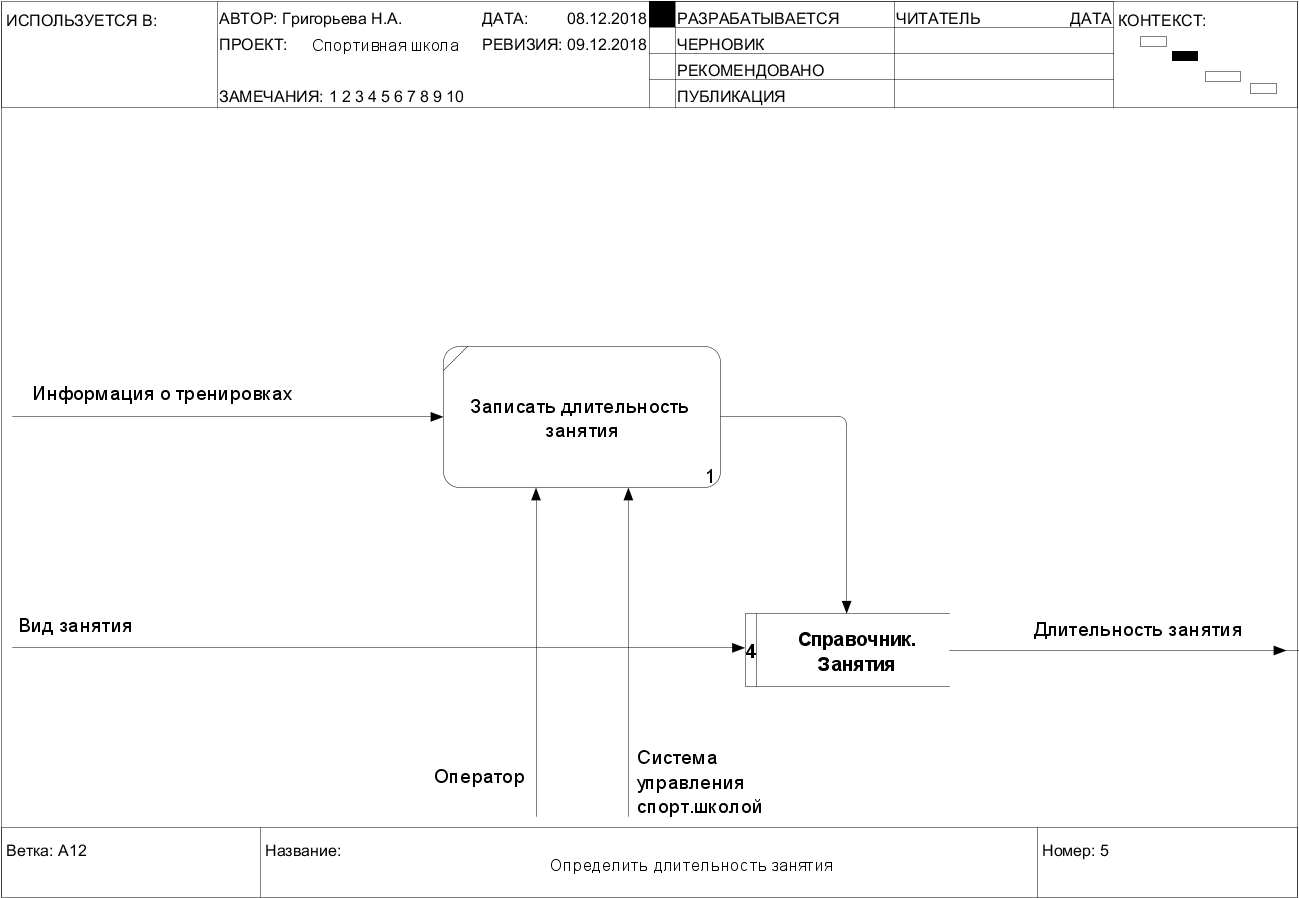 ИСПОЛЬЗУЕТСЯ В:
АВТОР: Григорьева Н.А.
ДАТА: 08.12.2018
ПРОЕКТ: Спортивная школа
РЕВИЗИЯ: 09.12.2018
ЗАМЕЧАНИЯ: 1 2 3 4 5 6 7 8 9 10
РАЗРАБАТЫВАЕТСЯ
ЧЕРНОВИК
РЕКОМЕНДОВАНО
ПУБЛИКАЦИЯ
ЧИТАТЕЛЬ
ДАТА
КОНТЕКСТ:
Информация о тренировках
Записать длительность
занятия
1
Вид занятия
4
Справочник.
Занятия
Длительность занятия
Оператор
Система
управления
спорт.школой
Ветка: A12
Название:
Определить длительность занятия
Номер: 5